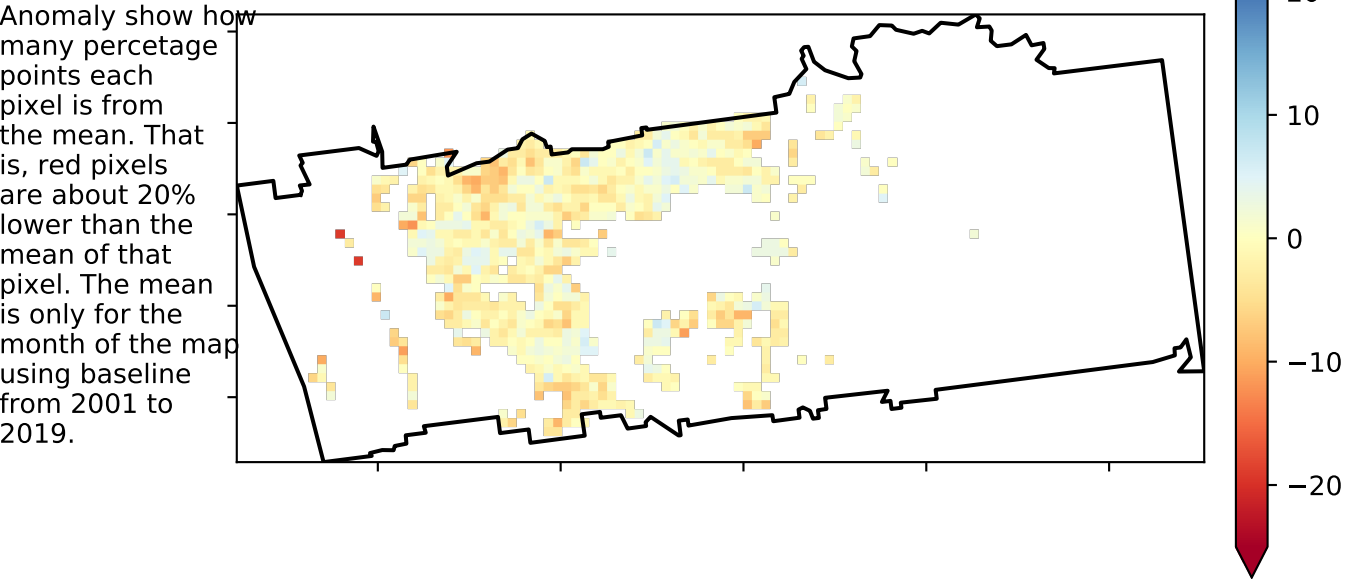 Anomaly show how
many percetage
points each
pixel is from
the mean. That
is, red pixels
are about 20%
lower than the
mean of that
pixel. The mean
is only for the
month of the map
using baseline
from 2001 to
2019.
10
0
−10
−20